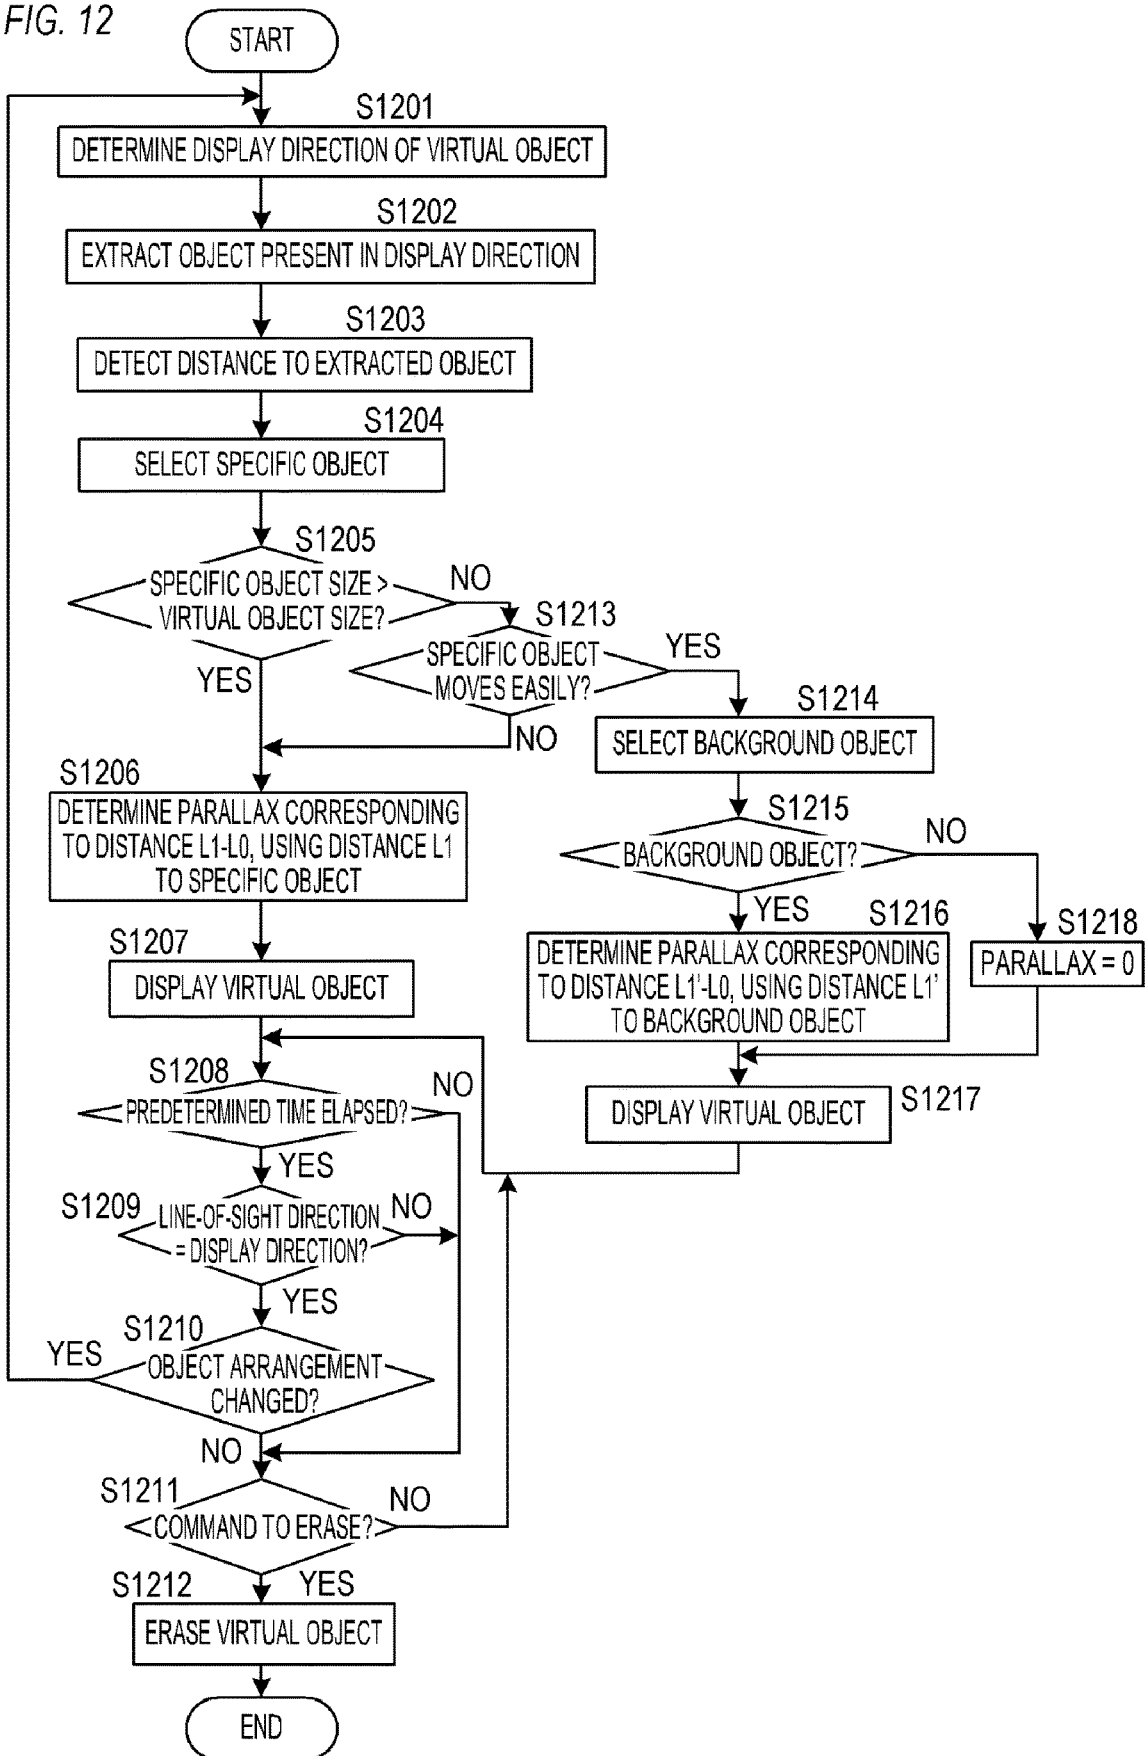 FIG. 12
START
S1201
DETERMINE DISPLAY DIRECTION OF VIRTUAL OBJECT
S1202
EXTRACT OBJECT PRESENT IN DISPLAY DIRECTION
S1203
DETECT DISTANCE TO EXTRACTED OBJECT
S1204
SELECT SPECIFIC OBJECT
S1205
SPECIFIC OBJECT SIZE >
VIRTUAL OBJECT SIZE?
NO
YES
S1213
SPECIFIC OBJECT
MOVES EASILY?
YES
NO
S1214
SELECT BACKGROUND OBJECT
S1206
DETERMINE PARALLAX CORRESPONDING
TO DISTANCE L1-L0, USING DISTANCE L1
TO SPECIFIC OBJECT
S1215
BACKGROUND OBJECT?
NO
YES
S1216
DETERMINE PARALLAX CORRESPONDING
TO DISTANCE L1'-L0, USING DISTANCE L1'
TO BACKGROUND OBJECT
S1218
PARALLAX = 0
S1207
DISPLAY VIRTUAL OBJECT
S1217
DISPLAY VIRTUAL OBJECT
S1208
PREDETERMINED TIME ELAPSED?
NO
YES
S1209
LINE-OF-SIGHT DIRECTION
= DISPLAY DIRECTION?
NO
YES
S1210
OBJECT ARRANGEMENT
CHANGED?
YES
NO
S1211
COMMAND TO ERASE?
NO
YES
S1212
ERASE VIRTUAL OBJECT
END